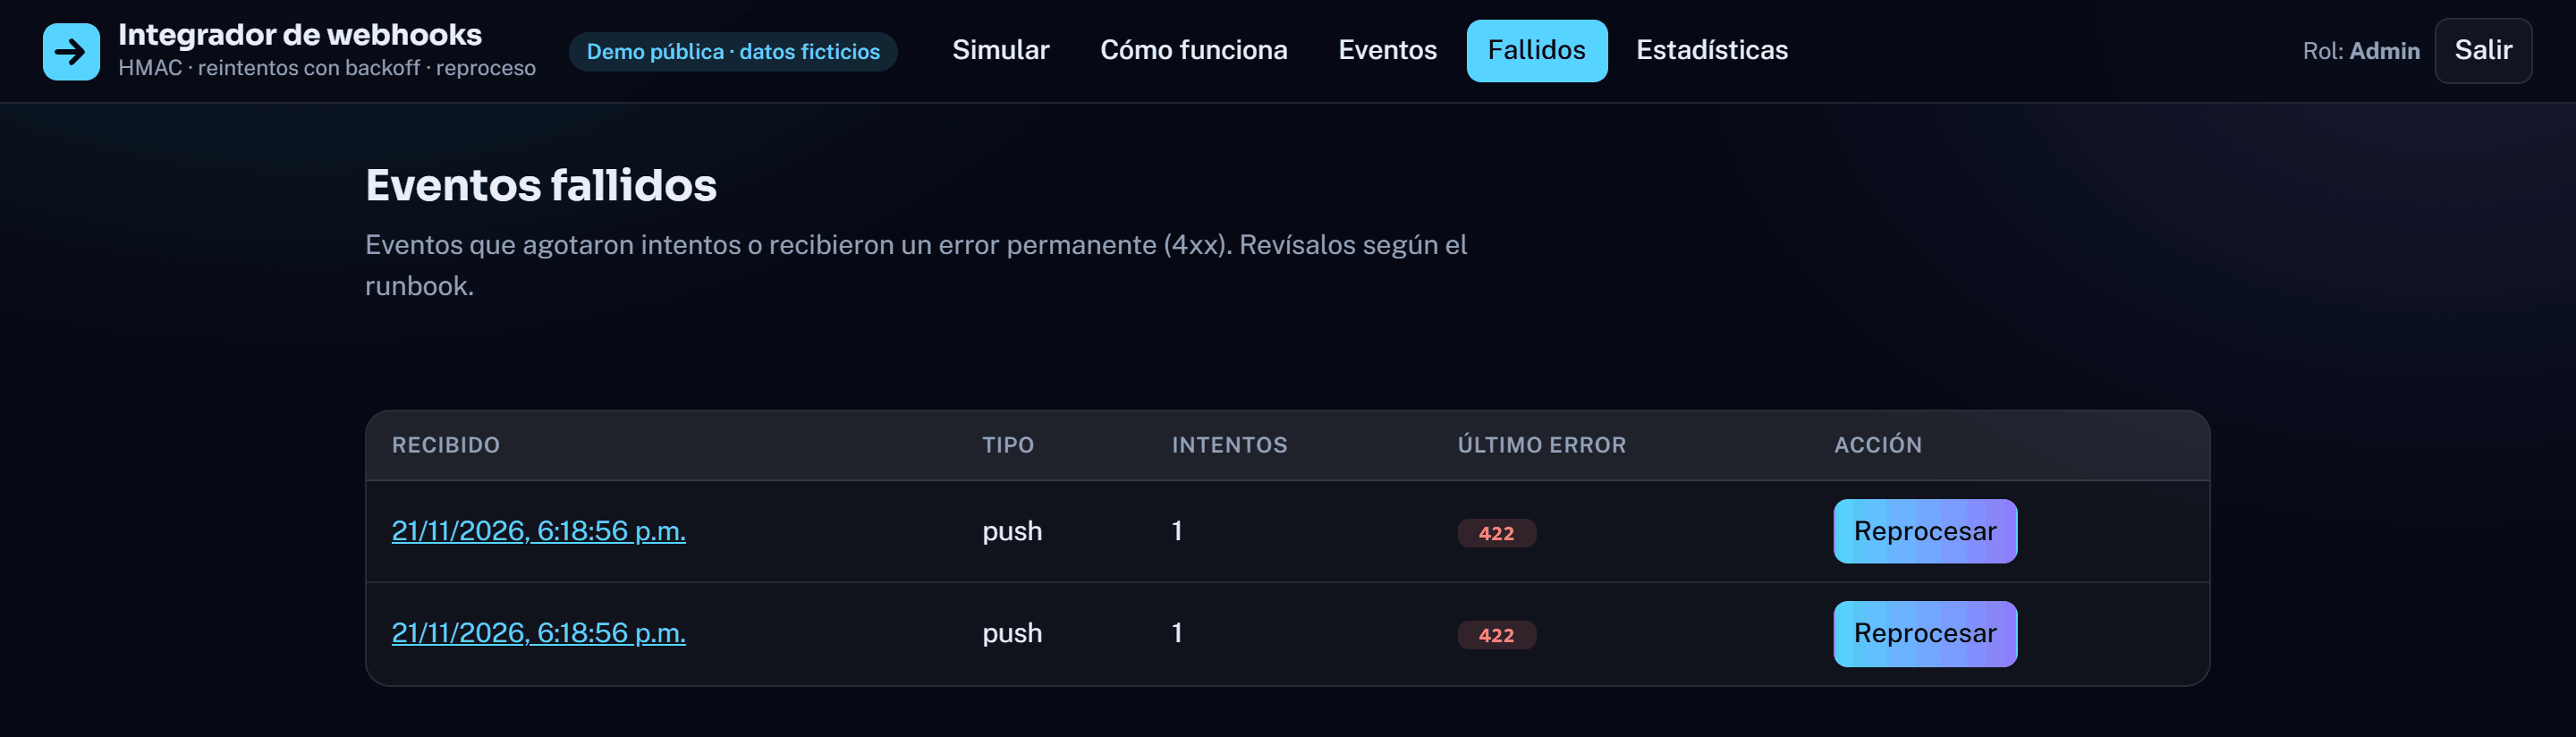 Integrador de webhooks
HMAC · reintentos con backoff · reproceso
Demo pública · datos ficticios
Simular
Cómo funciona
Eventos
Fallidos
Estadísticas
Rol: Admin
Salir
Eventos fallidos
Eventos que agotaron intentos o recibieron un error permanente (4xx). Revísalos según el
runbook.
RECIBIDO TIPO INTENTOS ÚLTIMO ERROR ACCIÓN
21/11/2026, 6:18:56 p.m. push 1 422 Reprocesar
21/11/2026, 6:18:56 p.m. push 1 422 Reprocesar